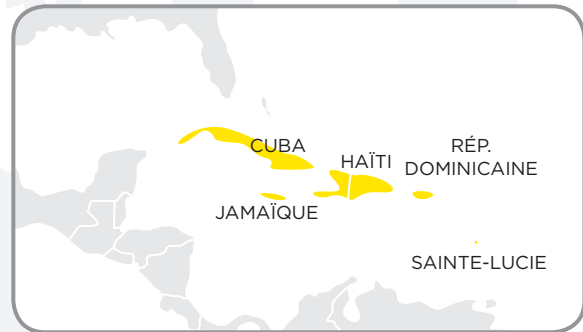 CUBA
HAÏTI
RÉP.
DOMINICAINE
JAMAÏQUE
SAINTE-LUCIE